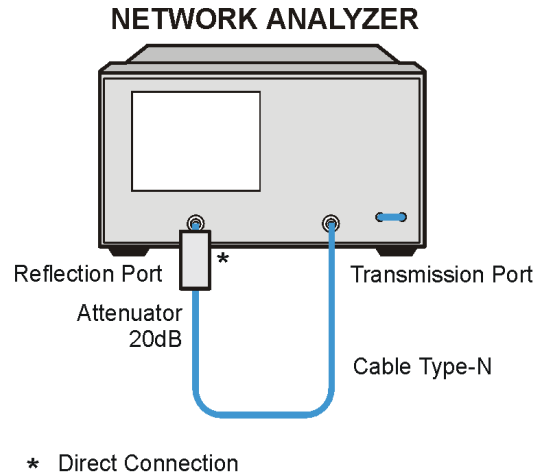 NETWORK ANALYZER
*
Reflection Port
Transmission Port
Attenuator
20dB
Cable Type-N
* Direct Connection